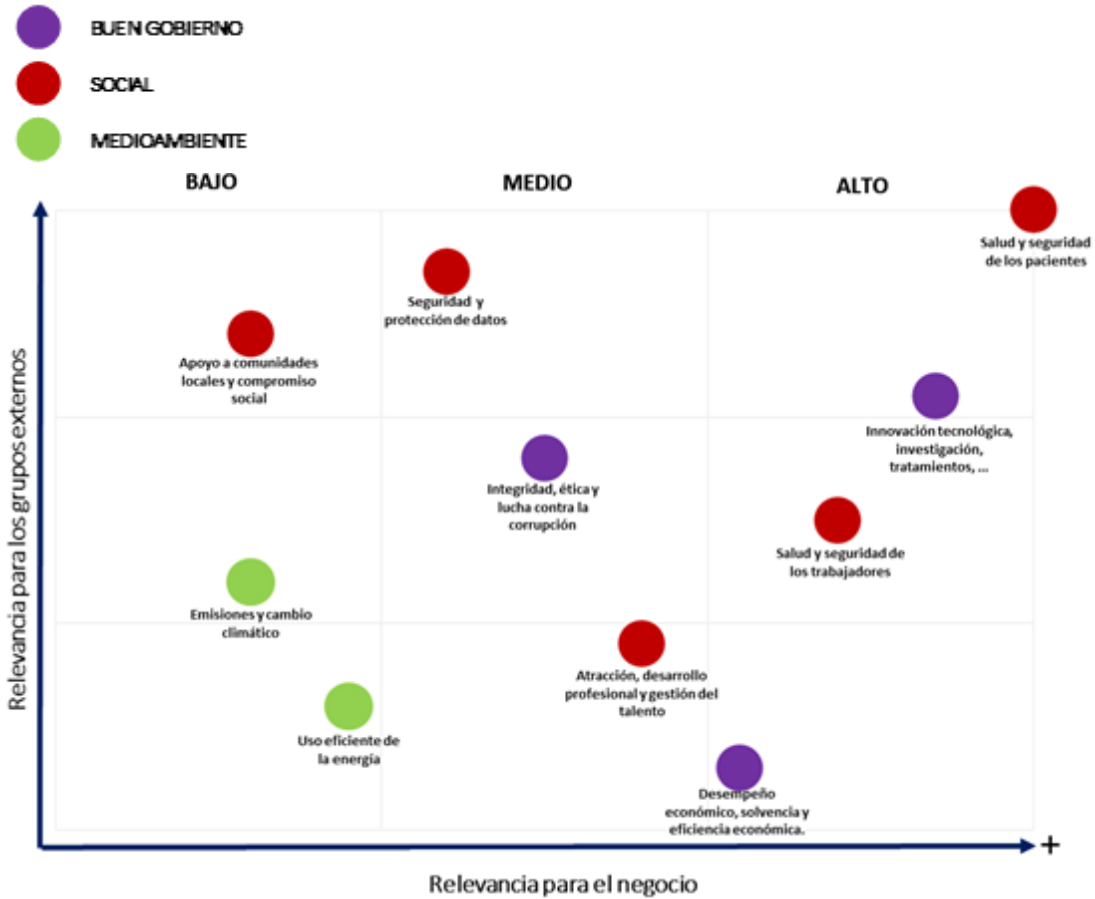 BUEN GOBIERNO
SOCIAL
MEDIOAMBIENTE
BAJO
MEDIO
ALTO
Salud y seguridad
de los pacientes
Seguridad y
protección de datos
Apoyo a comunidades
locales y compromiso
social
Innovación tecnológica,
investigación,
tratamientos, ...
Integridad, ética y
lucha contra la
corrupción
Salud y seguridad de
los trabajadores
Emisiones y cambio
climático
Atracción, desarrollo
profesional y gestión del
talento
Uso eficiente de
la energía
Desempeño
económico, solvencia y
eficiencia económica.
Relevancia para los grupos externos
+
Relevancia para el negocio